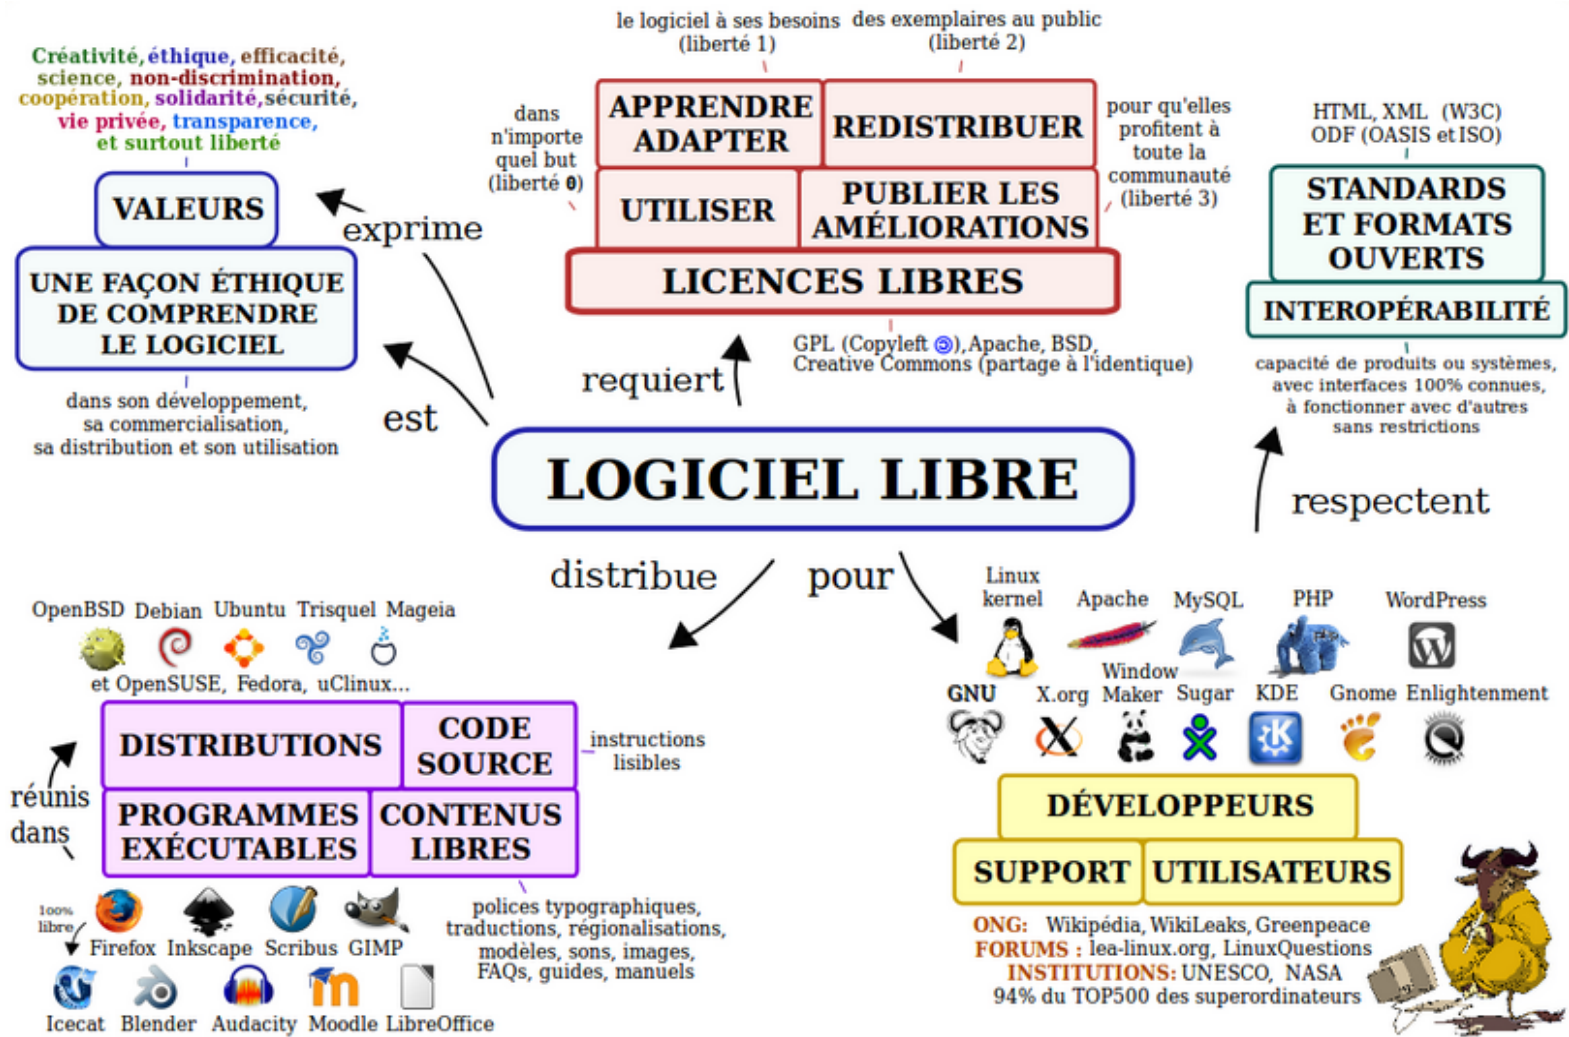 le logiciel à ses besoins
(liberté 1)
des exemplaires au public
(liberté 2)
Créativité, éthique, efficacité,
science, non-discrimination,
coopération, solidarité, sécurité,
vie privée, transparence,
et surtout liberté
VALEURS
UNE FAÇON ÉTHIQUE
DE COMPRENDRE
LE LOGICIEL
dans son développement,
sa commercialisation,
sa distribution et son utilisation
exprime
est
dans
n'importe
quel but
(liberté 0)
APPRENDRE
ADAPTER
REDISTRIBUER
UTILISER
PUBLIER LES
AMÉLIORATIONS
pour qu'elles
profitent à
toute la
communauté
(liberté 3)
LICENCES LIBRES
GPL (Copyleft), Apache, BSD,
Creative Commons (partage à l'identique)
requiert
HTML, XML (W3C)
ODF (OASIS et ISO)
STANDARDS
ET FORMATS
OUVERTS
INTEROPÉRABILITÉ
capacité de produits ou systèmes,
avec interfaces 100% connues,
à fonctionner avec d'autres
sans restrictions
respectent
LOGICIEL LIBRE
distribue
pour
OpenBSD Debian Ubuntu Trisquel Mageia
et OpenSUSE, Fedora, uClinux...
DISTRIBUTIONS
CODE
SOURCE
instructions
lisibles
PROGRAMMES
EXÉCUTABLES
CONTENUS
LIBRES
réunis
dans
polices typographiques,
traductions, régionalisations,
modèles, sons, images,
FAQs, guides, manuels
100%
libre
Firefox Inkscape Scribus GIMP
Icecat Blender Audacity Moodle LibreOffice
Linux
kernel
Apache MySQL PHP WordPress
GNU X.org
Window
Maker
Sugar KDE Gnome Enlightenment
DÉVELOPPEURS
SUPPORT
UTILISATEURS
ONG: Wikipédia, WikiLeaks, Greenpeace
FORUMS : lea-linux.org, LinuxQuestions
INSTITUTIONS: UNESCO, NASA
94% du TOP500 des superordinateurs